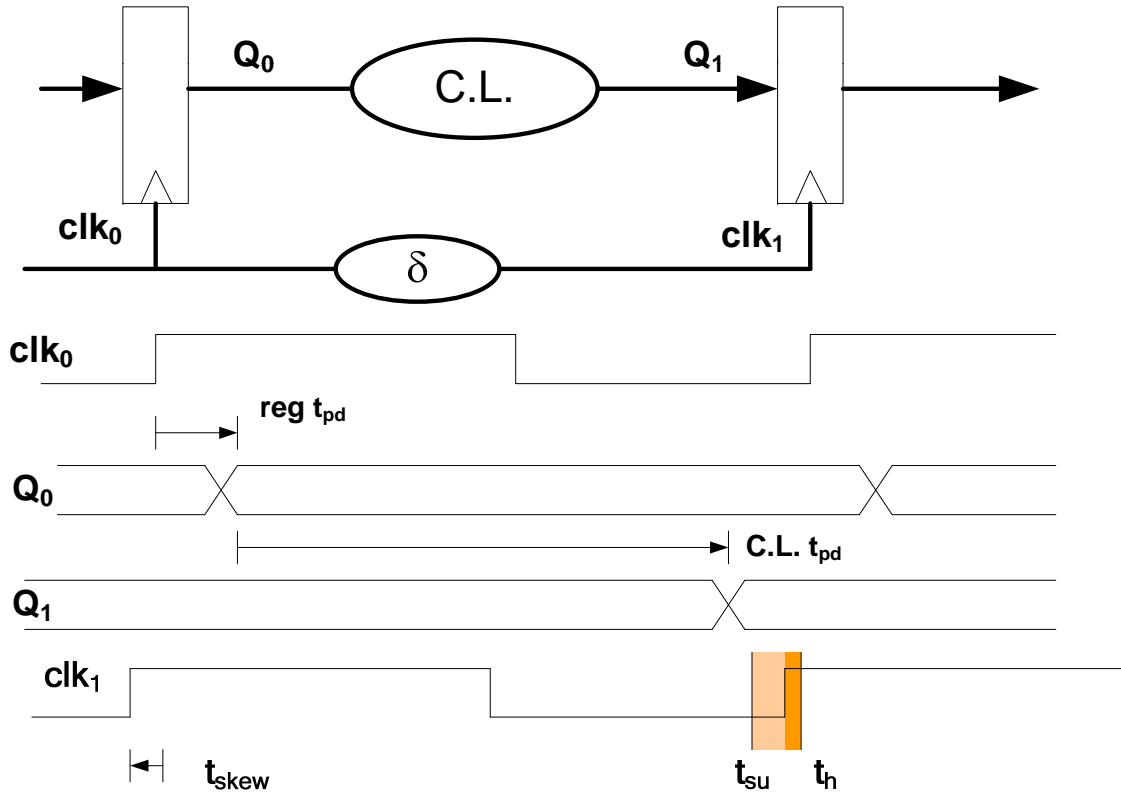 Q₀ C.L. Q₁
clk₀ δ clk₁
clk₀
reg t_pd
Q₀
C.L. t_pd
Q₁
clk₁
t_skew t_su t_h